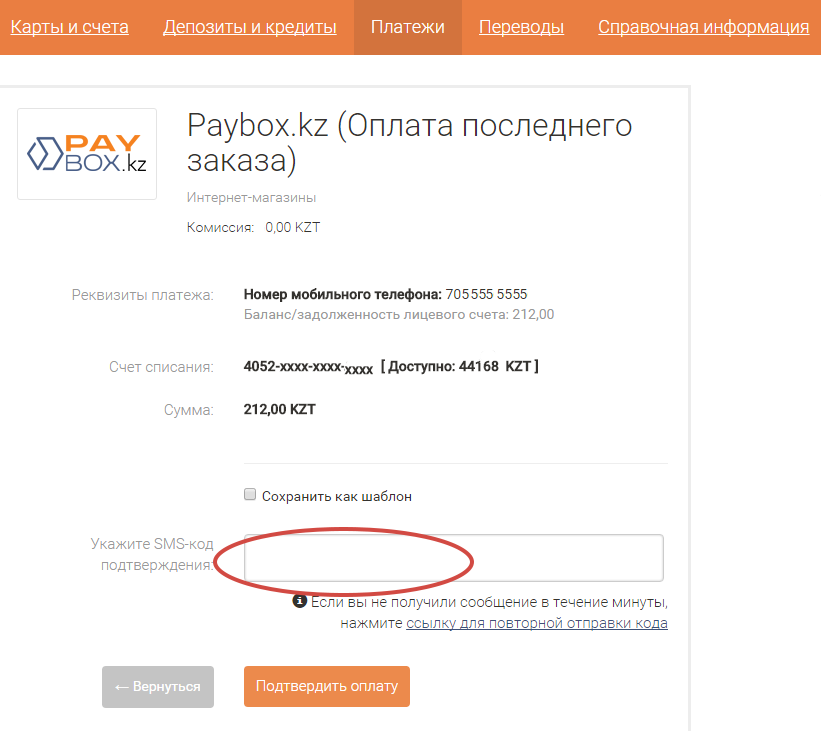 Карты и счета Депозиты и кредиты Платежи Переводы Справочная информация
PAY
BOX.kz
Paybox.kz (Оплата последнего
заказа)
Интернет-магазины
Комиссия: 0,00 KZT
Реквизиты платежа: Номер мобильного телефона: 705 555 5555
Баланс/задолженность лицевого счета: 212,00
Счет списания: 4052-xxxx-xxxx-xxxx [ Доступно: 44168 KZT ]
Сумма: 212,00 KZT
Сохранить как шаблон
Укажите SMS-код
подтверждения:
Если вы не получили сообщение в течение минуты,
нажмите ссылку для повторной отправки кода
← Вернуться Подтвердить оплату